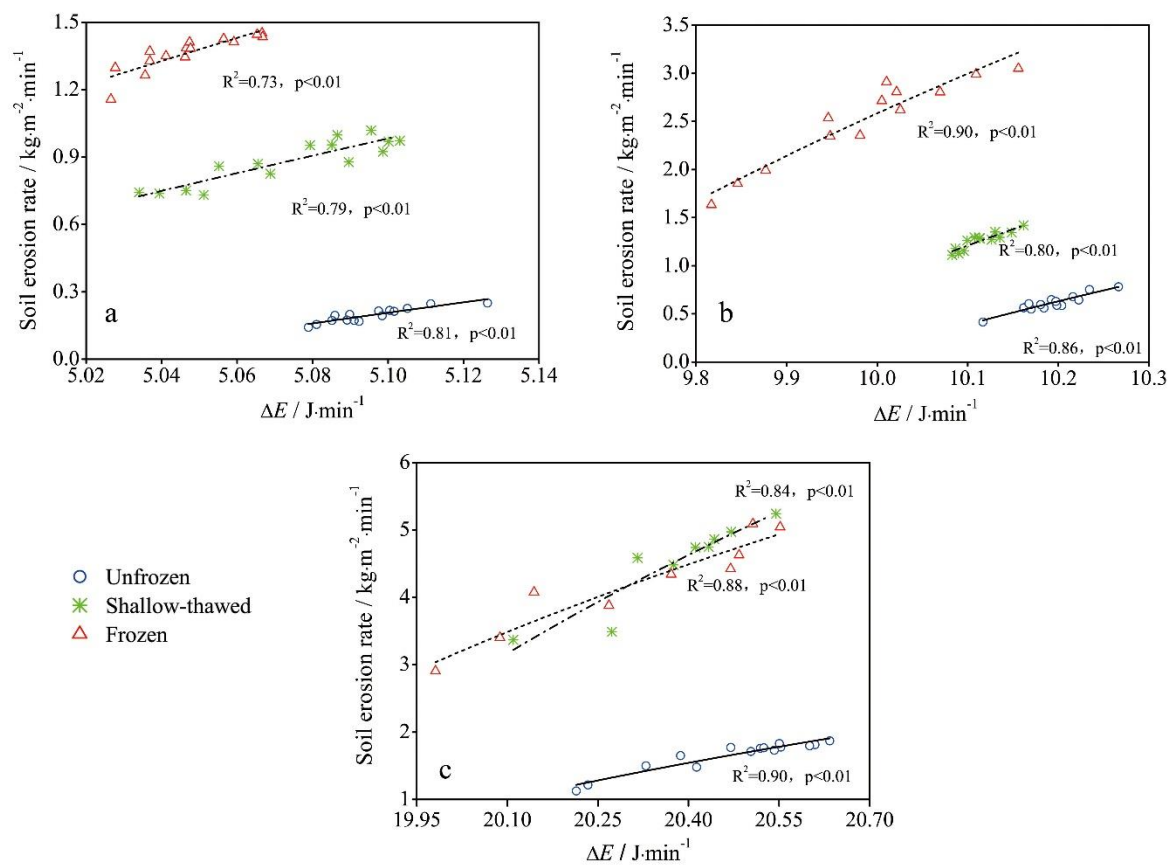 1.5
1.2
0.9
0.6
0.3
0.0
Soil erosion rate / kg·m-2·min-1
R2=0.73, p<0.01
R2=0.79, p<0.01
R2=0.81, p<0.01
a
5.02 5.04 5.06 5.08 5.10 5.12 5.14
ΔE / J·min-1
3.5
3.0
2.5
2.0
1.5
1.0
0.5
0.0
Soil erosion rate / kg·m-2·min-1
R2=0.90, p<0.01
R2=0.80, p<0.01
R2=0.86, p<0.01
b
9.8 9.9 10.0 10.1 10.2 10.3
ΔE / J·min-1
Unfrozen
Shallow-thawed
Frozen
6
5
4
3
2
1
Soil erosion rate / kg·m-2·min-1
R2=0.84, p<0.01
R2=0.88, p<0.01
R2=0.90, p<0.01
c
19.95 20.10 20.25 20.40 20.55 20.70
ΔE / J·min-1